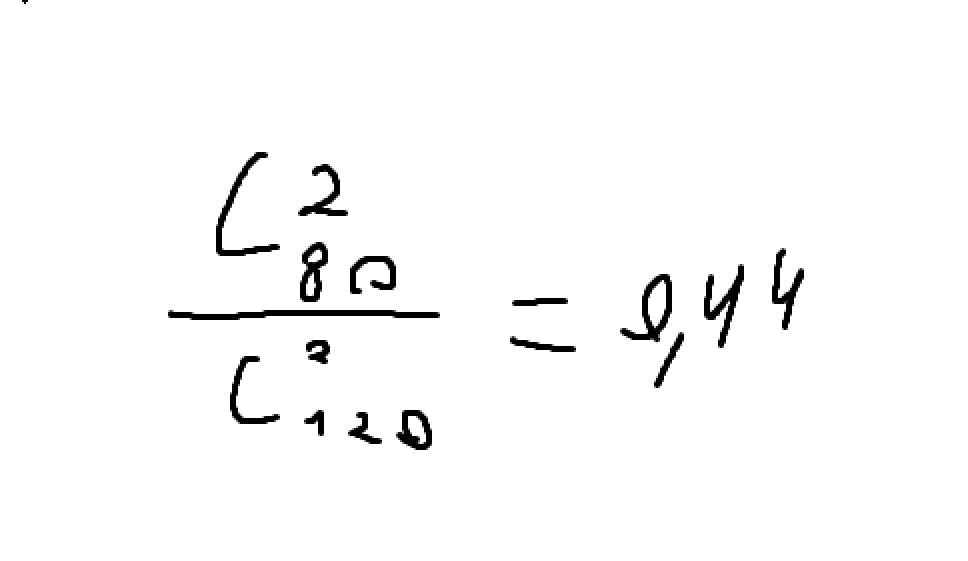 C²₈₀
C²₁₂₀ = 0,44